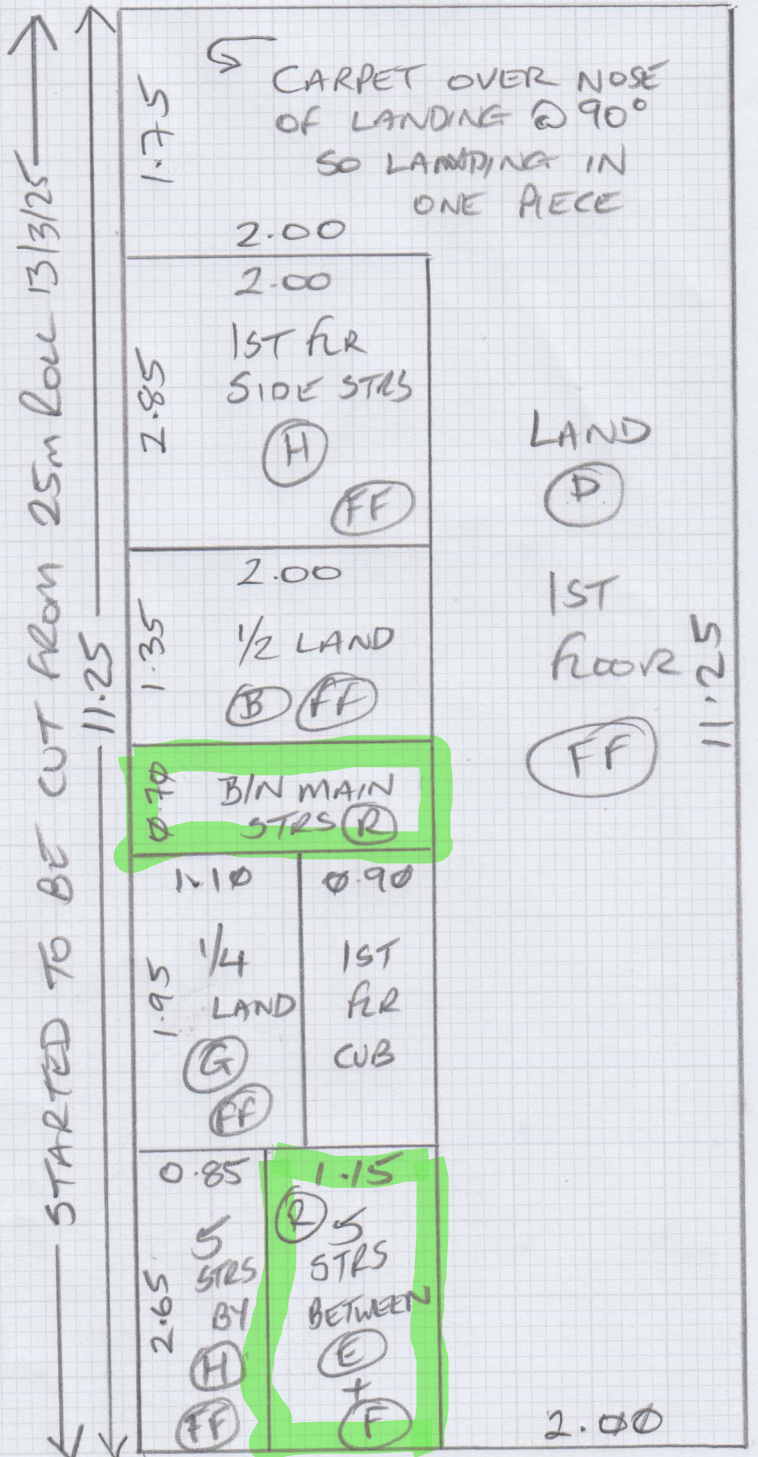 STARTED TO BE CUT FROM 25m ROLL 13/3/25
11.25
1.75
CARPET OVER NOSE
OF LANDING @ 90°
SO LANDING IN
ONE PIECE
2.00
2.00
2.85
1ST FLR
SIDE STRS
H
FF
2.00
1.35
1/2 LAND
B FF
0.70
B/N MAIN
STRS R
1.10
1.95
1/4
LAND
G
FF
0.90
1ST
FLR
CUB
0.85
2.65
5
STRS
BY
H
FF
1.15
R 5
STRS
BETWEEN
E
+
F
LAND
D
1ST
FLOOR
FF
11.25
2.00